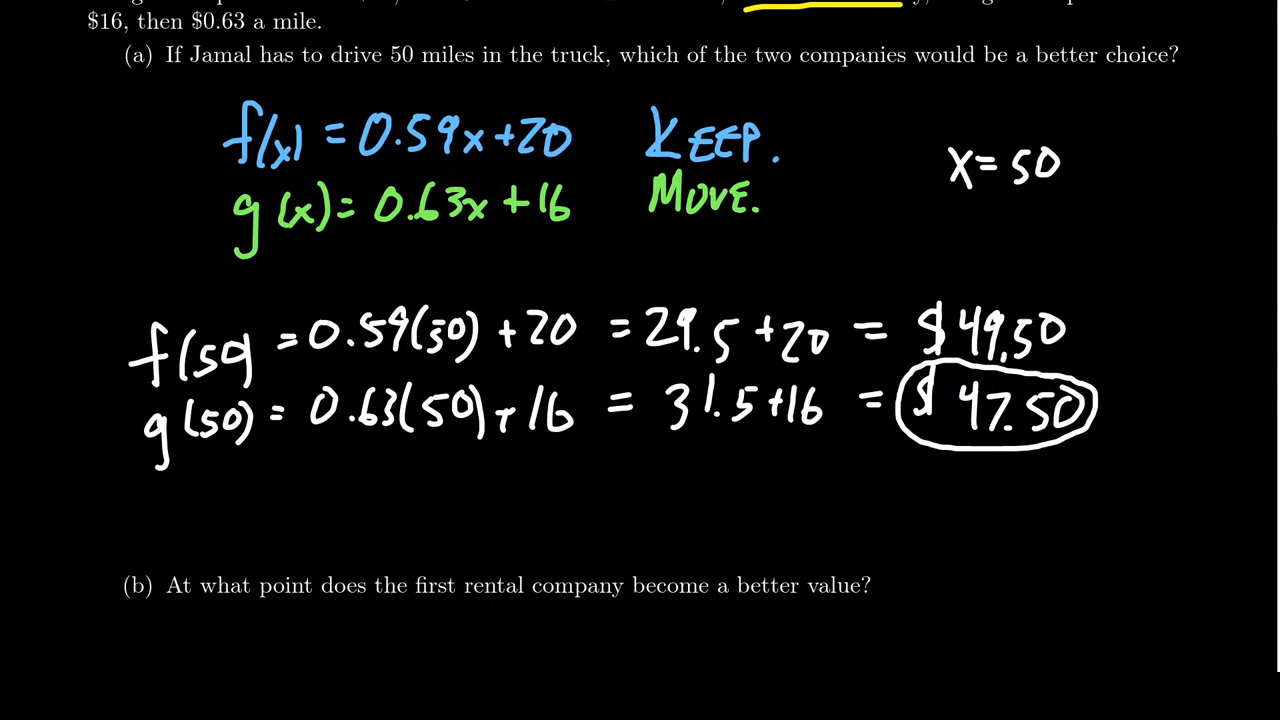 $16, then $0.63 a mile.
(a) If Jamal has to drive 50 miles in the truck, which of the two companies would be a better choice?
f(x) = 0.59x+20 KEEP.
x = 50
g(x) = 0.63x + 16 MOVE.
f(50) = 0.59(50) + 20 = 29.5 + 20 = $49.50
g(50) = 0.63(50) + 16 = 31.5+16 = $47.50
(b) At what point does the first rental company become a better value?